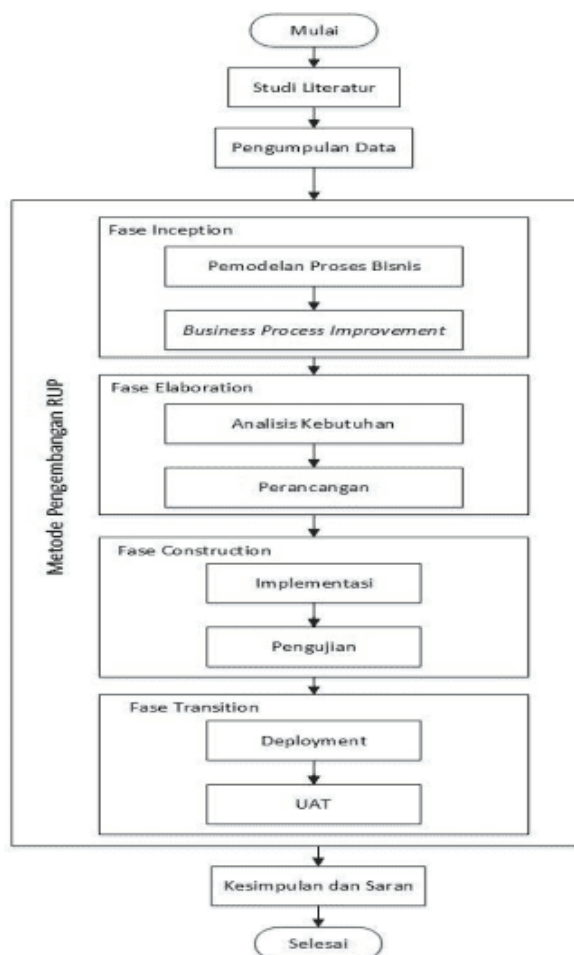 Mulai
Studi Literatur
Pengumpulan Data
Metode Pengembangan RUP
Fase Inception
Pemodelan Proses Bisnis
Business Process Improvement
Fase Elaboration
Analisis Kebutuhan
Perancangan
Fase Construction
Implementasi
Pengujian
Fase Transition
Deployment
UAT
Kesimpulan dan Saran
Selesai